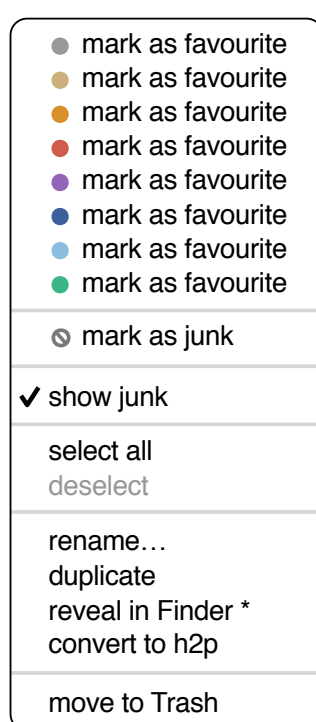 mark as favourite
mark as favourite
mark as favourite
mark as favourite
mark as favourite
mark as favourite
mark as favourite
mark as favourite
mark as junk
show junk
select all
deselect
rename…
duplicate
reveal in Finder *
convert to h2p
move to Trash